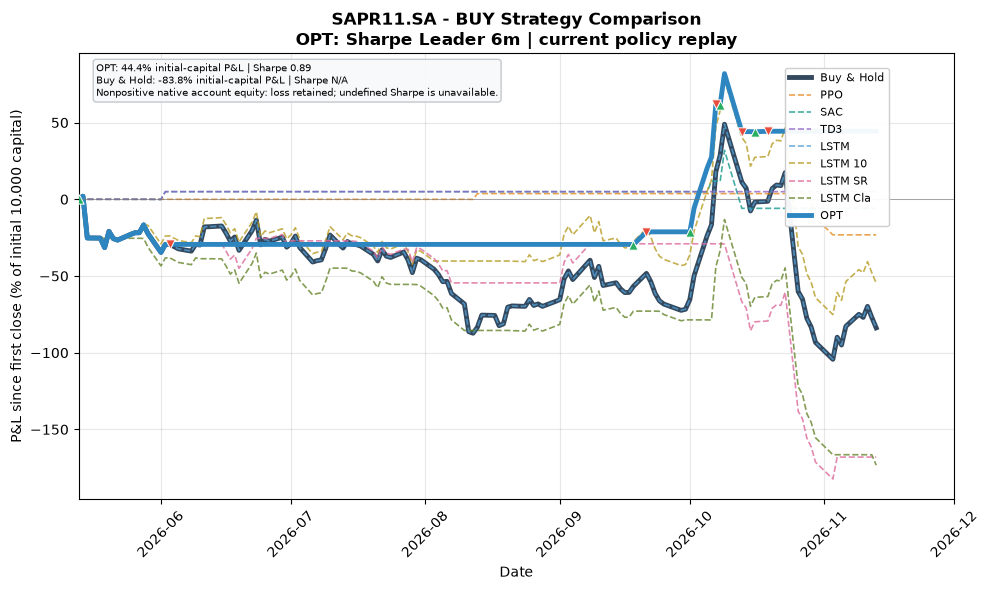 SAPR11.SA - BUY Strategy Comparison
OPT: Sharpe Leader 6m | current policy replay
OPT: 44.4% initial-capital P&L | Sharpe 0.89
Buy & Hold: -83.8% initial-capital P&L | Sharpe N/A
Nonpositive native account equity: loss retained; undefined Sharpe is unavailable.
Buy & Hold
PPO
SAC
TD3
LSTM
LSTM 10
LSTM SR
LSTM Cla
OPT
P&L since first close (% of initial 10,000 capital)
50
0
−50
−100
−150
2026-06
2026-07
2026-08
2026-09
2026-10
2026-11
2026-12
Date